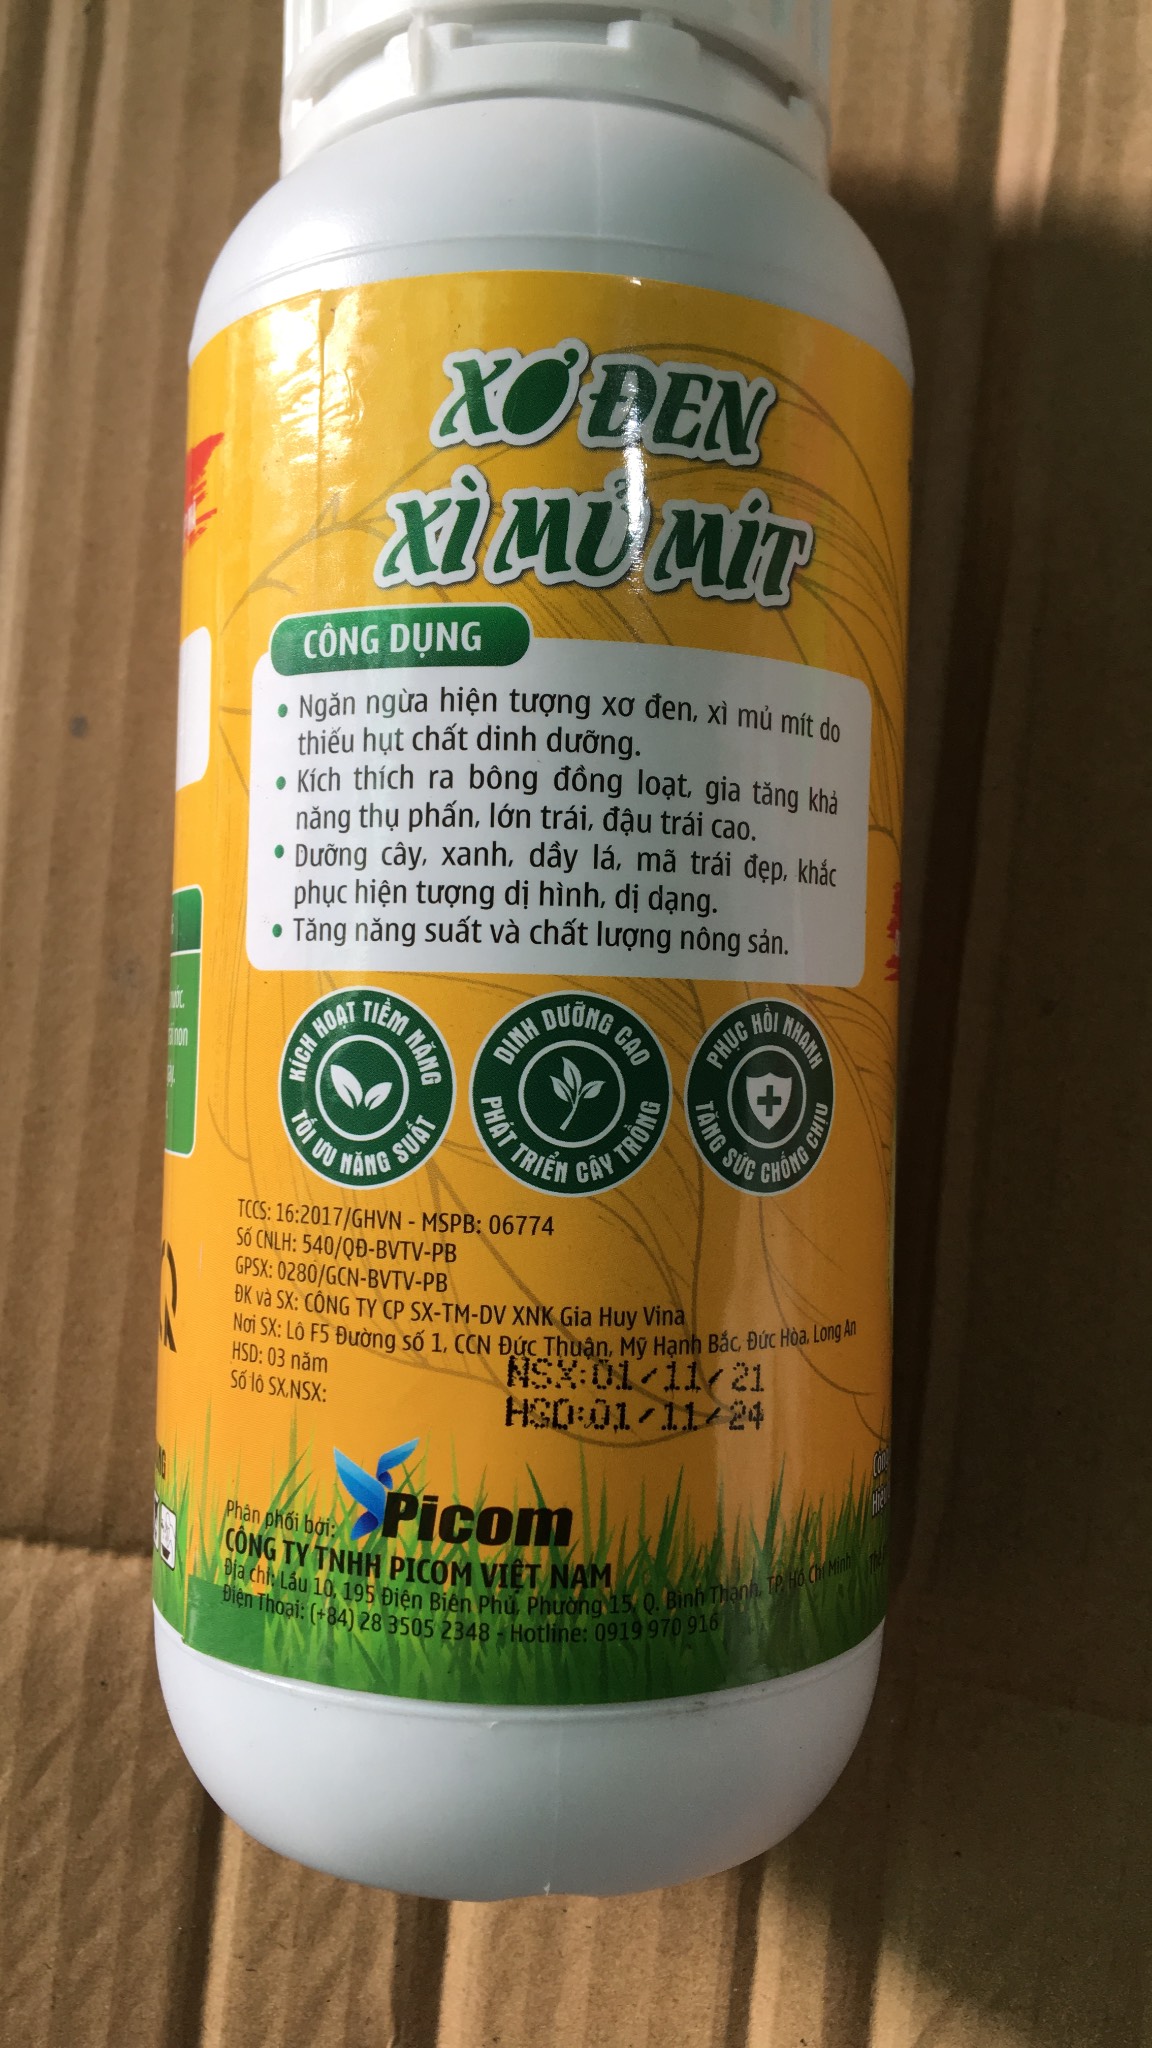 XƠ ĐEN
XÌ MỦ MÍT
CÔNG DỤNG
• Ngăn ngừa hiện tượng xơ đen, xì mủ mít do
thiếu hụt chất dinh dưỡng.
• Kích thích ra bông đồng loạt, gia tăng khả
năng thụ phấn, lớn trái, đậu trái cao.
• Dưỡng cây, xanh, dầy lá, mã trái đẹp, khắc
phục hiện tượng dị hình, dị dạng.
• Tăng năng suất và chất lượng nông sản.
KÍCH HOẠT TIỀM NĂNG
TỐI ƯU NĂNG SUẤT
DINH DƯỠNG CAO
PHÁT TRIỂN CÂY TRỒNG
PHỤC HỒI NHANH
TĂNG SỨC CHỐNG CHỊU
TCCS: 16:2017/GHVN - MSPB: 06774
Số CNLH: 540/QĐ-BVTV-PB
GPSX: 0280/GCN-BVTV-PB
ĐK và SX: CÔNG TY CP SX-TM-DV XNK Gia Huy Vina
Nơi SX: Lô F5 Đường số 1, CCN Đức Thuận, Mỹ Hạnh Bắc, Đức Hòa, Long An
HSD: 03 năm
Số lô SX,NSX:
NSX:01/11/21
HSD:01/11/24
Picom
Phân phối bởi:
CÔNG TY TNHH PICOM VIỆT NAM
Địa chỉ: Lầu 10, 195 Điện Biên Phủ, Phường 15, Q. Bình Thạnh, TP. Hồ Chí Minh
Điện Thoại: (+84) 28 3505 2348 - Hotline: 0919 970 916